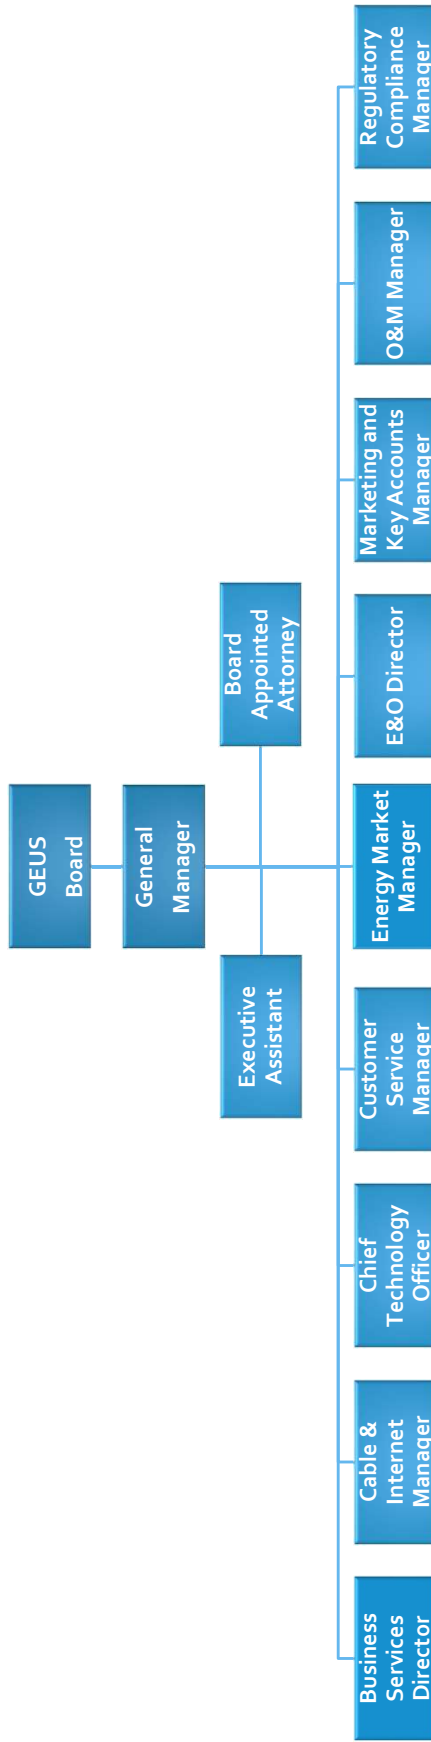 GEUS
Board
General
Manager
Executive
Assistant
Board
Appointed
Attorney
Business
Services
Director
Cable &
Internet
Manager
Chief
Technology
Officer
Customer
Service
Manager
Energy Market
Manager
E&O Director
Marketing and
Key Accounts
Manager
O&M Manager
Regulatory
Compliance
Manager